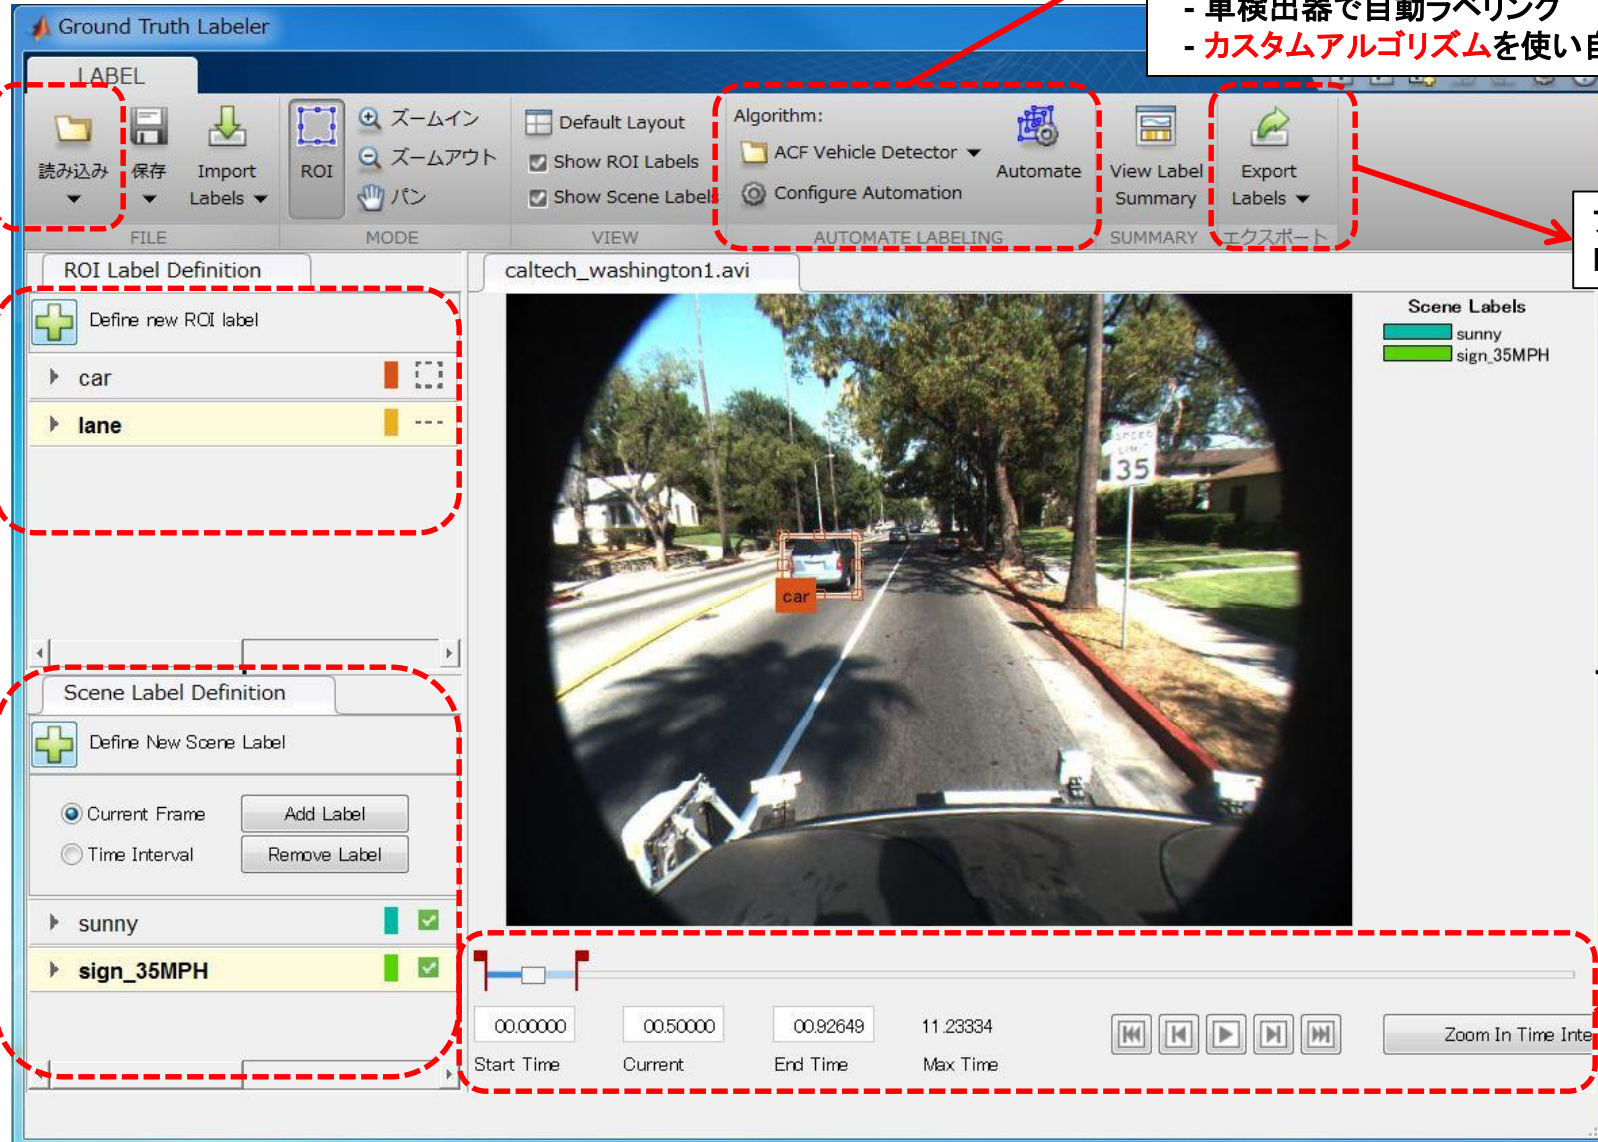 - 車検出器で自動ラベリング
- カスタムアルゴリズムを使い
Ground Truth Labeler
LABEL
読み込み
保存
Import
Labels
ROI
ズームイン
ズームアウト
パン
Default Layout
Show ROI Labels
Show Scene Labels
Algorithm:
ACF Vehicle Detector
Configure Automation
Automate
View Label
Summary
Export
Labels
FILE
MODE
VIEW
AUTOMATE LABELING
SUMMARY
エクスポート
ROI Label Definition
Define new ROI label
car
lane
caltech_washington1.avi
Scene Labels
sunny
sign_35MPH
SPEED
LIMIT
35
car
Scene Label Definition
Define New Scene Label
Current Frame
Add Label
Time Interval
Remove Label
sunny
sign_35MPH
00.00000
00.50000
00.92649
11.23334
Start Time
Current
End Time
Max Time
Zoom In Time Inte